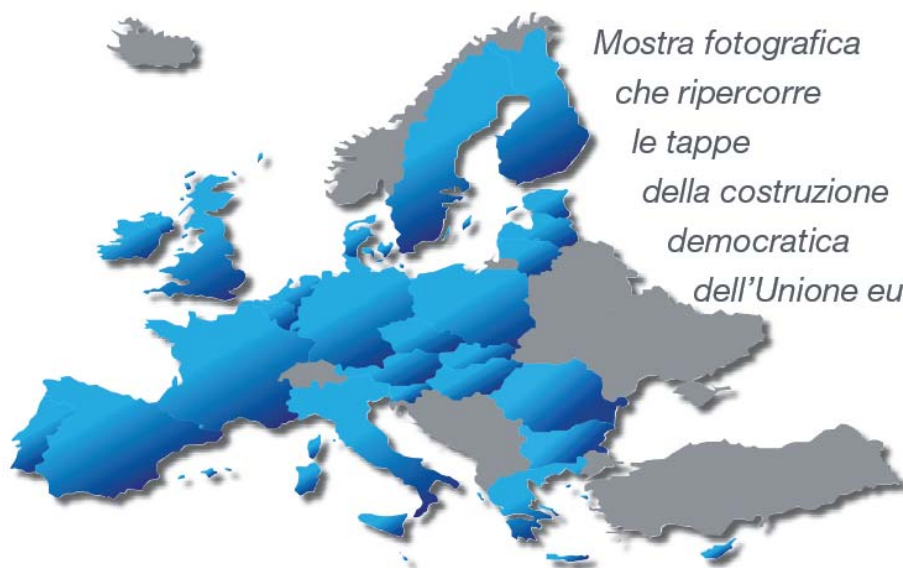 Mostra fotografica
che ripercorre
le tappe
della costruzione
democratica
dell'Unione eu